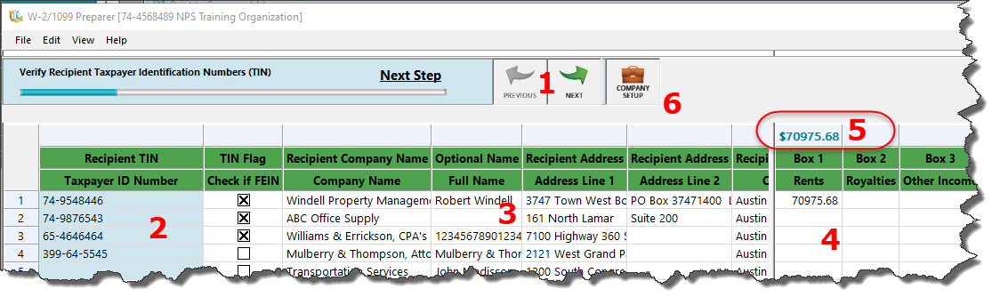 W-2/1099 Preparer [74-4568489 NPS Training Organization]
File Edit View Help
Verify Recipient Taxpayer Identification Numbers (TIN) Next Step
PREVIOUS 1 NEXT COMPANY SETUP 6
$70975.68 5
Recipient TIN TIN Flag Recipient Company Name Optional Name Recipient Address Recipient Address Recipi Box 1 Box 2 Box 3
Taxpayer ID Number Check if FEIN Company Name Full Name Address Line 1 Address Line 2 C Rents Royalties Other Incom
1 74-9548446 Windell Property Managem Robert Windell 3747 Town West Bo PO Box 37471400 L Austin 70975.68
2 74-9876543 ABC Office Supply 161 North Lamar Suite 200 Austin
2 3 4
3 65-4646464 Williams & Errickson, CPA's 12345678901234 7100 Highway 360 S Austin
4 399-64-5545 Mulberry & Thompson, Atto Mulberry & Thor 2121 West Grand P Austin
Transportation Services John Madisson 1200 South Congre Austin